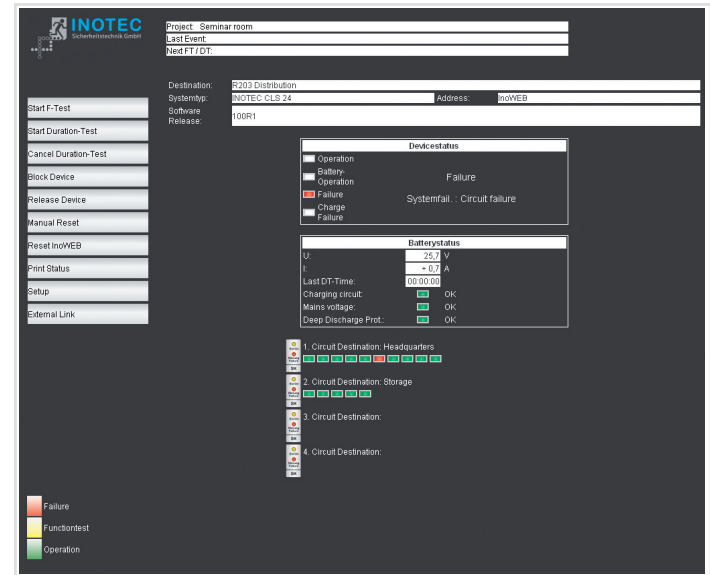 INOTEC
Sicherheitstechnik GmbH
Project: Seminar room
Last Event:
Next FT / DT:
Destination: R203 Distribution
Systemtyp: INOTEC CLS 24 Address: InoWEB
Software Release: 100R1
Start F-Test
Start Duration-Test
Cancel Duration-Test
Block Device
Release Device
Manual Reset
Reset InoWEB
Print Status
Setup
External Link
Devicestatus
Operation
Battery-
Operation
Failure
Charge
Failure
Failure
Systemfail. : Circuit failure
Batterystatus
U: 25,7 V
I: + 0,7 A
Last DT-Time: 00:00:00
Charging circuit: OK
Mains voltage: OK
Deep Discharge Prot.: OK
1. Circuit Destination: Headquarters
2. Circuit Destination: Storage
3. Circuit Destination:
4. Circuit Destination:
Failure
Functiontest
Operation